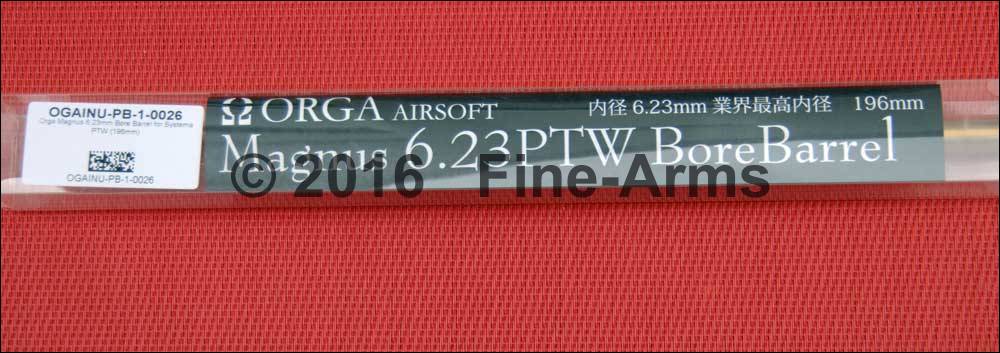 OGAINU-PB-1-0026
Orga Magnus 6.23mm Bore Barrel for Systema
PTW (196mm)
OGAINU-PB-1-0026
Ω ORGA AIRSOFT
内径 6.23mm 業界最高内径 196mm
Magnus 6.23PTW BoreBarrel
© 2016 Fine-Arms